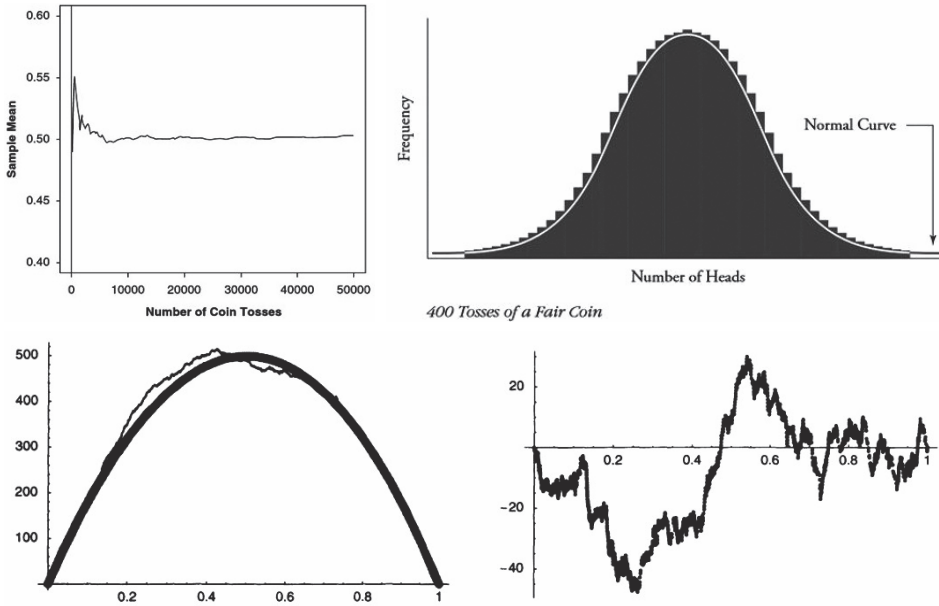 0.60
0.55
0.50
0.45
0.40
Sample Mean
0 10000 20000 30000 40000 50000
Number of Coin Tosses
Frequency
Normal Curve
Number of Heads
400 Tosses of a Fair Coin
500
400
300
200
100
0.2 0.4 0.6 0.8 1
20
0.2 0.4 0.6 0.8 1
-20
-40